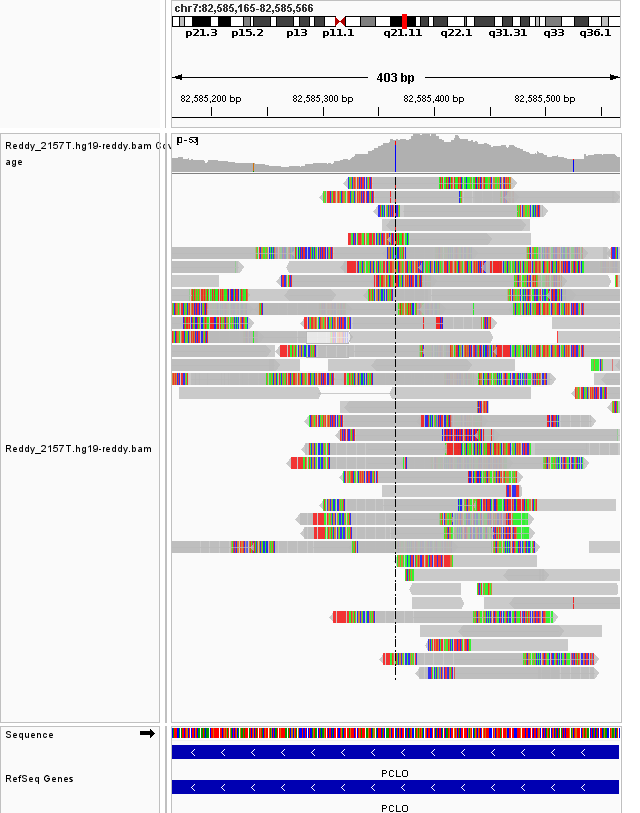 chr7:82,585,165-82,585,566
p21.3 p15.2 p13 p11.1 q21.11 q22.1 q31.31 q33 q36.1
403 bp
82,585,200 bp 82,585,300 bp 82,585,400 bp 82,585,500 bp
Reddy_2157T.hg19-reddy.bam
age
[0-53]
Reddy_2157T.hg19-reddy.bam
Sequence
PCLO
RefSeq Genes
PCLO